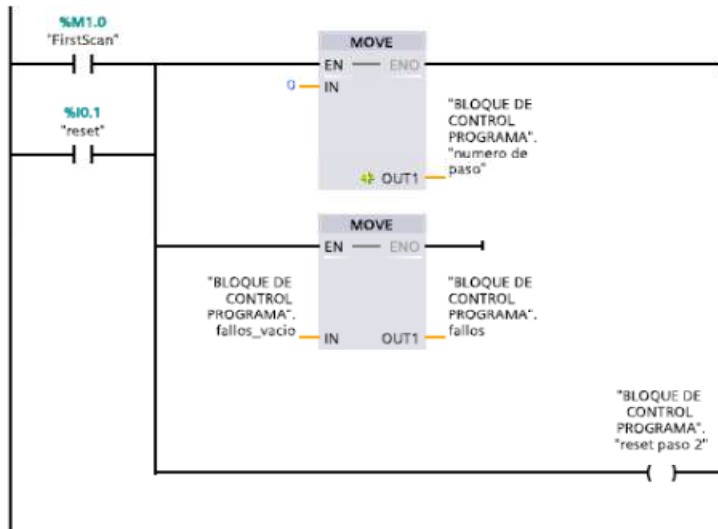 %M1.0
"FirstScan"
MOVE
EN
ENO
0
IN
"BLOQUE DE
CONTROL
PROGRAMA".
"numero de
paso"
OUT1
%I0.1
"reset"
MOVE
EN
ENO
"BLOQUE DE
CONTROL
PROGRAMA".
fallos_vacio
IN
OUT1
"BLOQUE DE
CONTROL
PROGRAMA".
fallos
"BLOQUE DE
CONTROL
PROGRAMA".
"reset paso 2"